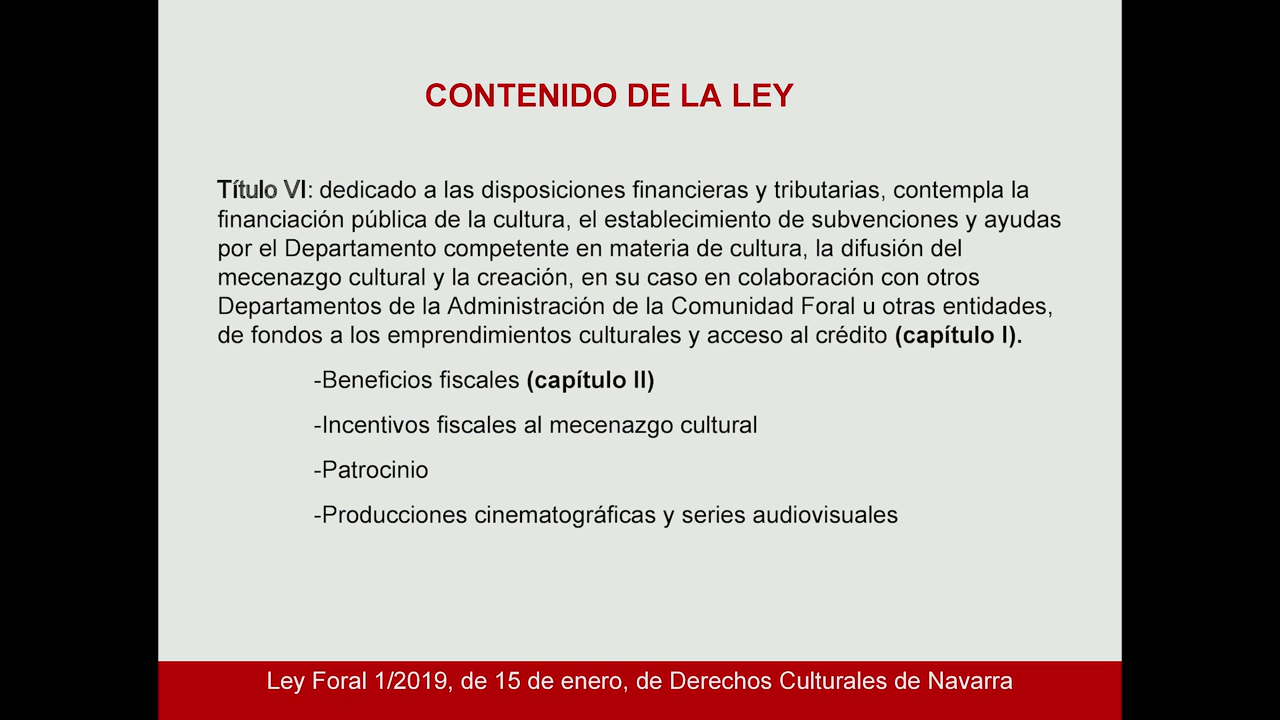 CONTENIDO DE LA LEY
Título VI: dedicado a las disposiciones financieras y tributarias, contempla la
financiación pública de la cultura, el establecimiento de subvenciones y ayudas
por el Departamento competente en materia de cultura, la difusión del
mecenazgo cultural y la creación, en su caso en colaboración con otros
Departamentos de la Administración de la Comunidad Foral u otras entidades,
de fondos a los emprendimientos culturales y acceso al crédito (capítulo I).
-Beneficios fiscales (capítulo II)
-Incentivos fiscales al mecenazgo cultural
-Patrocinio
-Producciones cinematográficas y series audiovisuales
Ley Foral 1/2019, de 15 de enero, de Derechos Culturales de Navarra